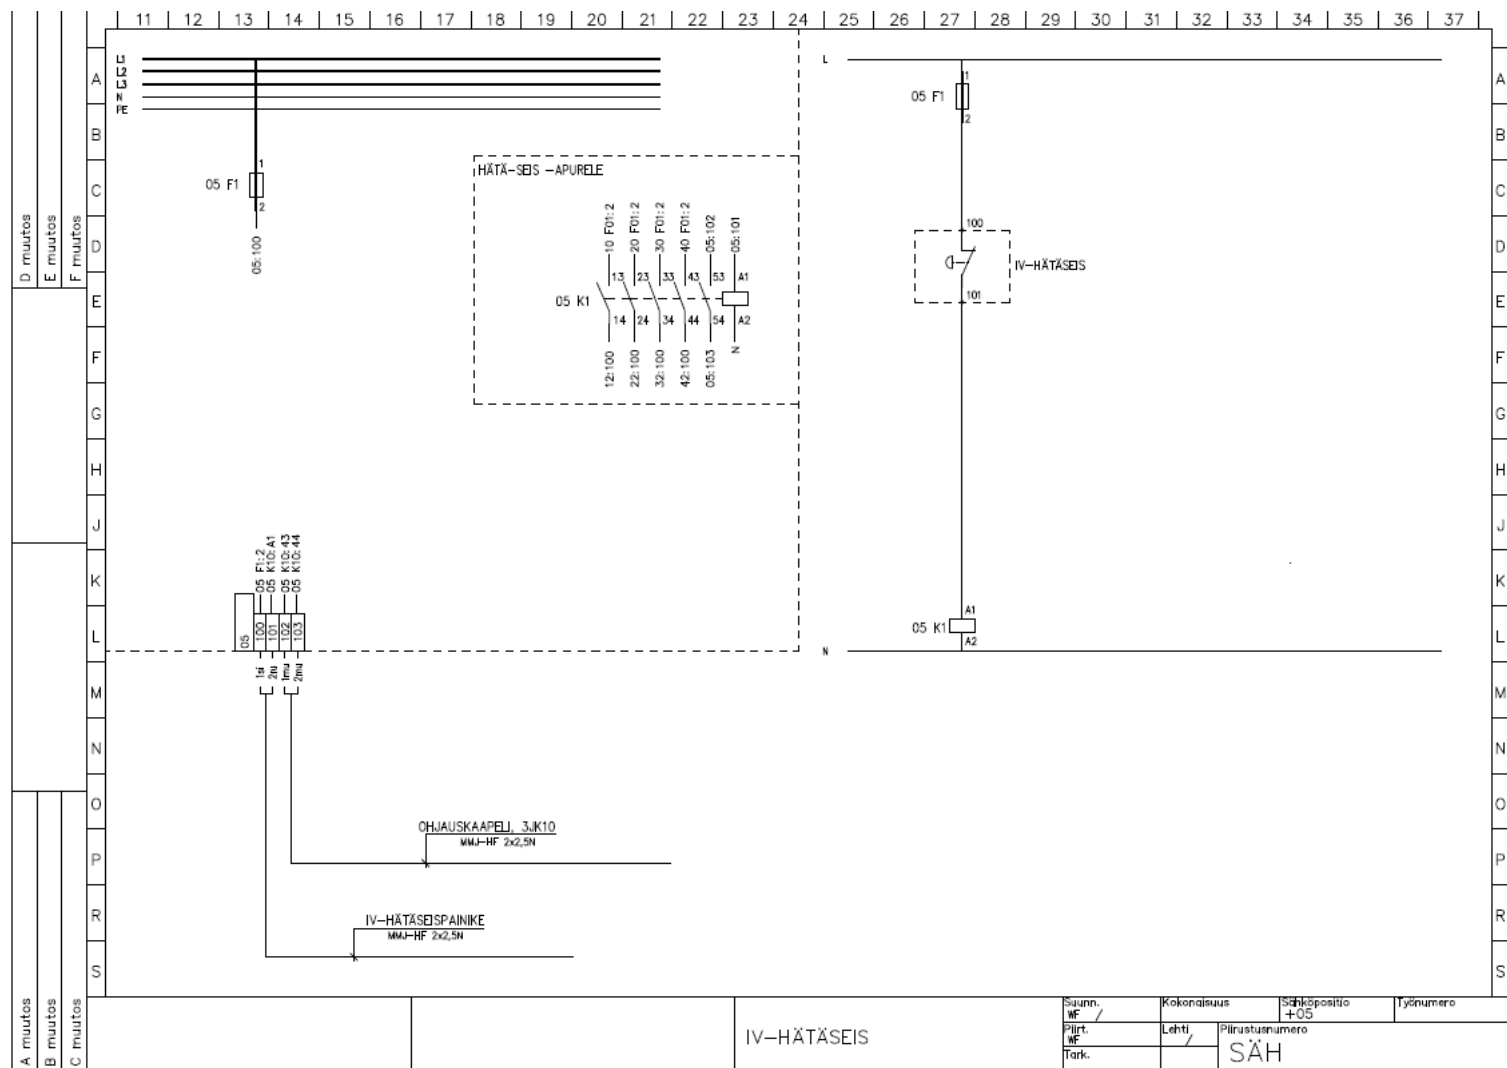 11 12 13 14 15 16 17 18 19 20 21 22 23 24 25 26 27 28 29 30 31 32 33 34 35 36 37
A
B
C
D
E
F
G
H
J
K
L
M
N
O
P
R
S
A
B
C
D
E
F
G
H
J
K
L
M
N
O
P
R
S
D muutos
E muutos
F muutos
A muutos
B muutos
C muutos
L1
L2
L3
N
PE
05 F1
1
2
05:100
HÄTÄ-SEIS -APURELE
10 F01:2
20 F01:2
30 F01:2
40 F01:2
05:102
05:101
13 23 33 43 53 A1
05 K1
14 24 34 44 54 A2
12:100
22:100
32:100
42:100
05:103
N
L
05 F1
1
2
100
IV-HÄTÄSEIS
101
05 K1
A1
A2
N
05 F1:2
05 K10:A1
05 K10:43
05 K10:44
05
100
101
102
103
1si
2ru
1mu
2mu
OHJAUSKAAPELI, 3JK10
MMJ-HF 2x2,5N
IV-HÄTÄSEISPAINIKE
MMJ-HF 2x2,5N
IV-HÄTÄSEIS
Suunn.
WF /
Kokonaisuus
Sähköpositio
+05
Työnumero
Piirt.
WF
Lehti
/
Piirustusnumero
SÄH
Tark.